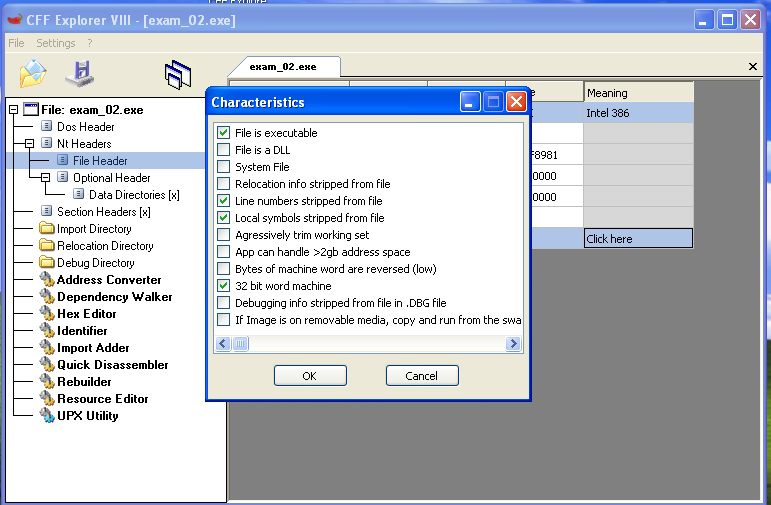 CFF Explorer VIII - [exam_02.exe]
File Settings ?
exam_02.exe
File: exam_02.exe
Dos Header
Nt Headers
File Header
Optional Header
Data Directories [x]
Section Headers [x]
Import Directory
Relocation Directory
Debug Directory
Address Converter
Dependency Walker
Hex Editor
Identifier
Import Adder
Quick Disassembler
Rebuilder
Resource Editor
UPX Utility
Meaning
Intel 386
F8981
0000
0000
Click here
Characteristics
File is executable
File is a DLL
System File
Relocation info stripped from file
Line numbers stripped from file
Local symbols stripped from file
Agressively trim working set
App can handle >2gb address space
Bytes of machine word are reversed (low)
32 bit word machine
Debugging info stripped from file in .DBG file
If Image is on removable media, copy and run from the swa
OK
Cancel